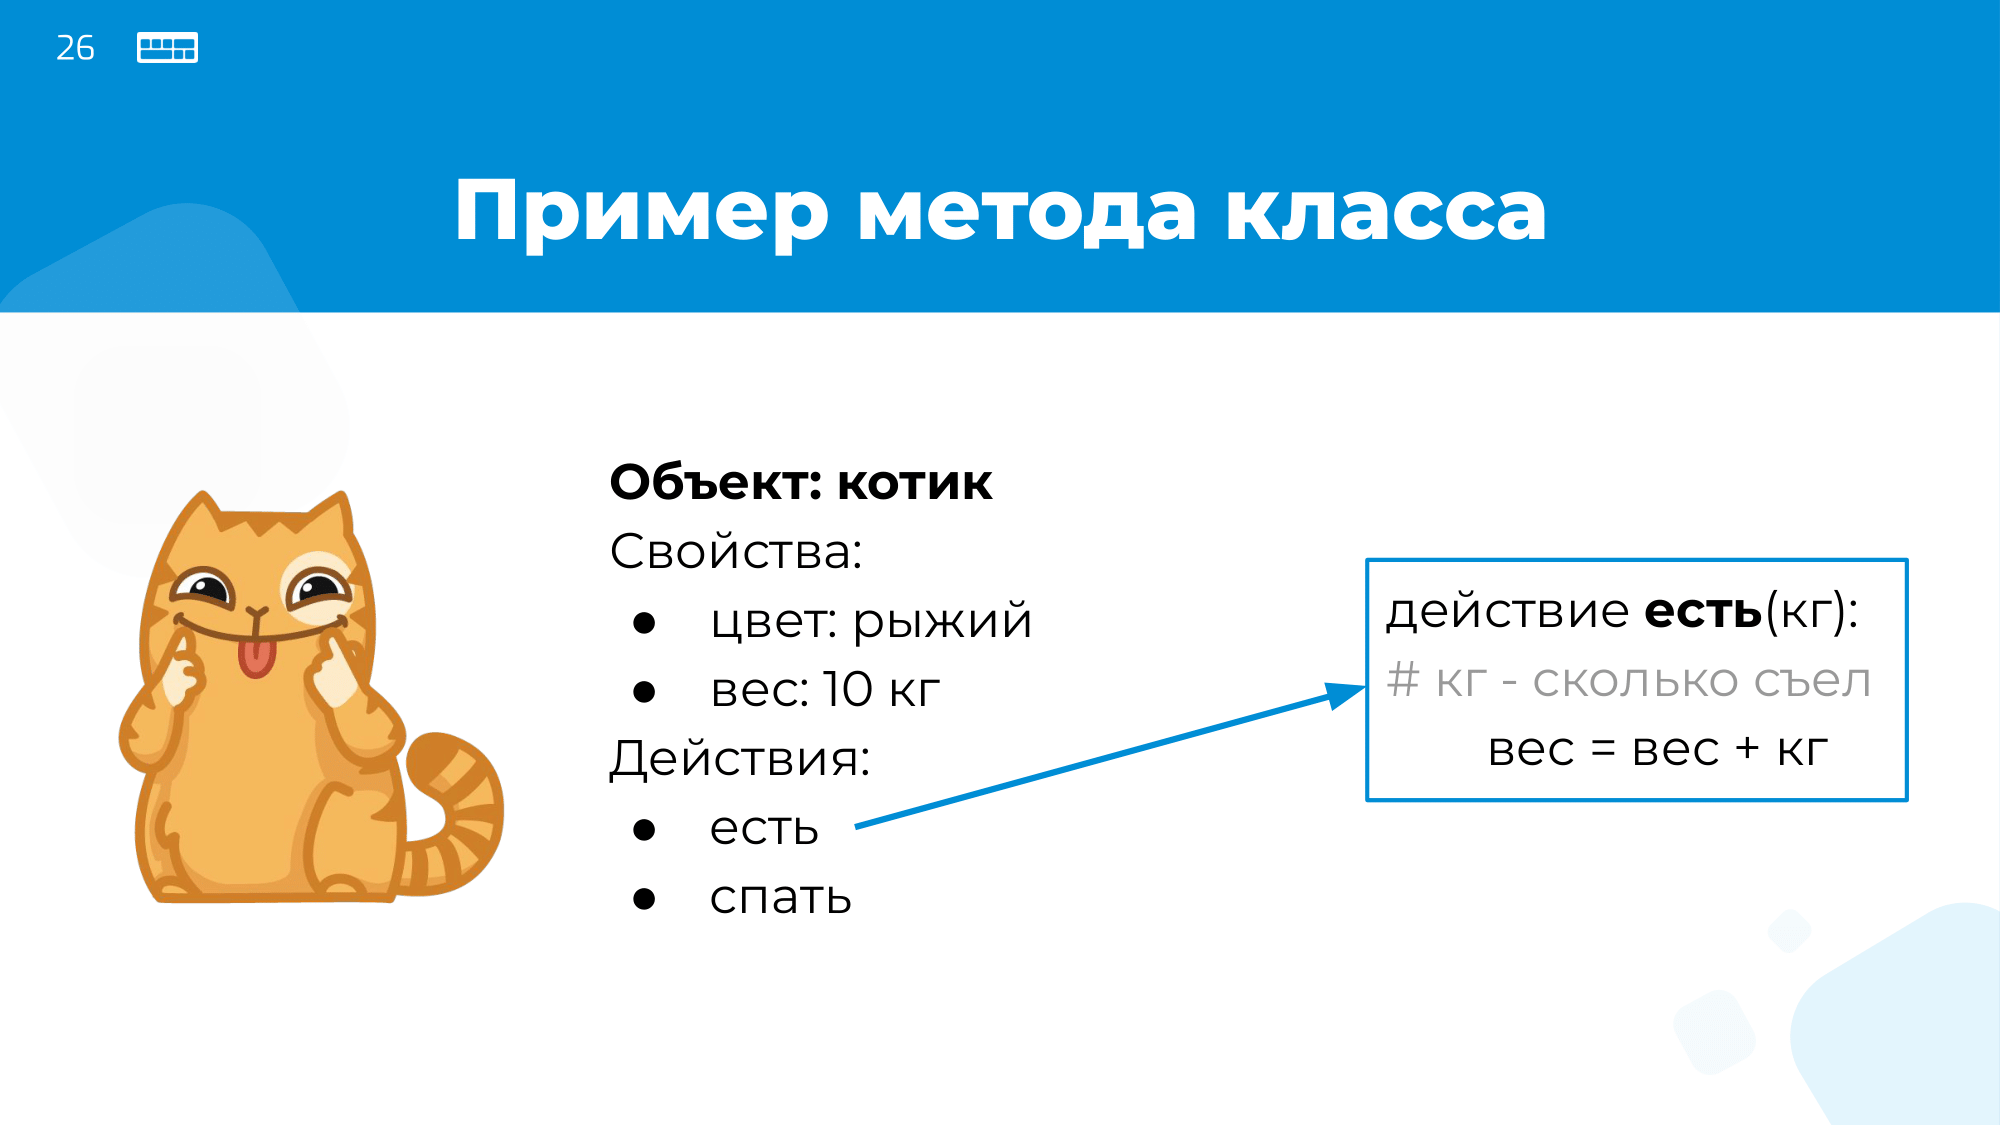 26
Пример метода класса
Объект: котик
Свойства:
● цвет: рыжий
● вес: 10 кг
Действия:
● есть
● спать
действие есть(кг):
# кг - сколько съел
вес = вес + кг